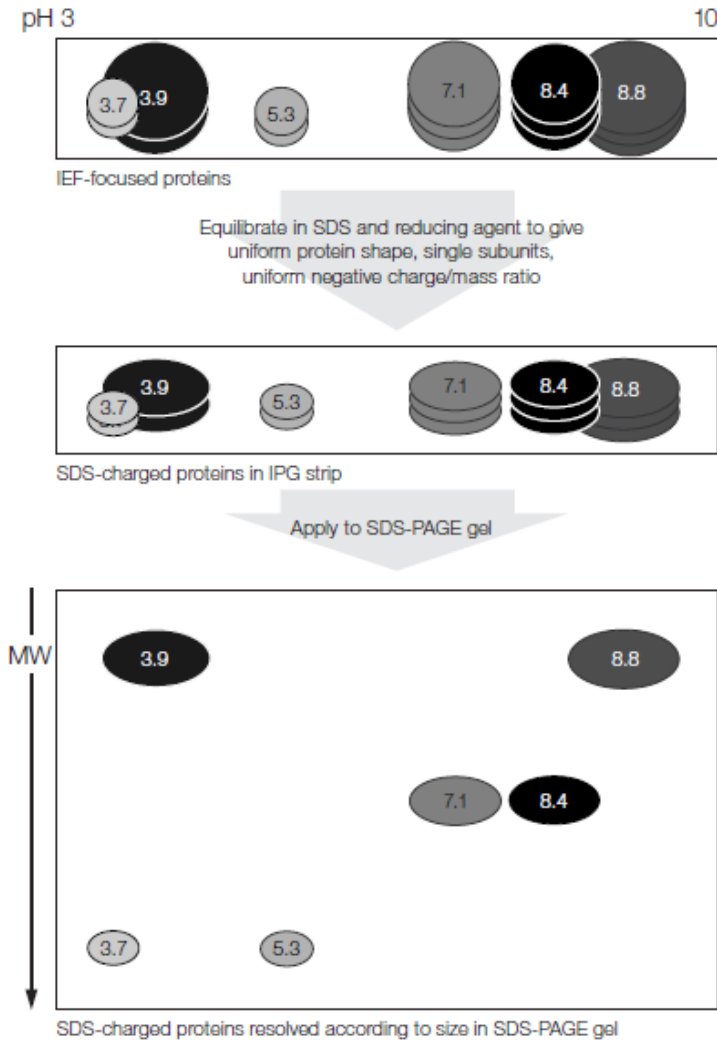 pH 3 10
3.7 3.9 5.3 7.1 8.4 8.8
IEF-focused proteins
Equilibrate in SDS and reducing agent to give
uniform protein shape, single subunits,
uniform negative charge/mass ratio
3.7 3.9 5.3 7.1 8.4 8.8
SDS-charged proteins in IPG strip
Apply to SDS-PAGE gel
MW
3.9 8.8
7.1 8.4
3.7 5.3
SDS-charged proteins resolved according to size in SDS-PAGE gel